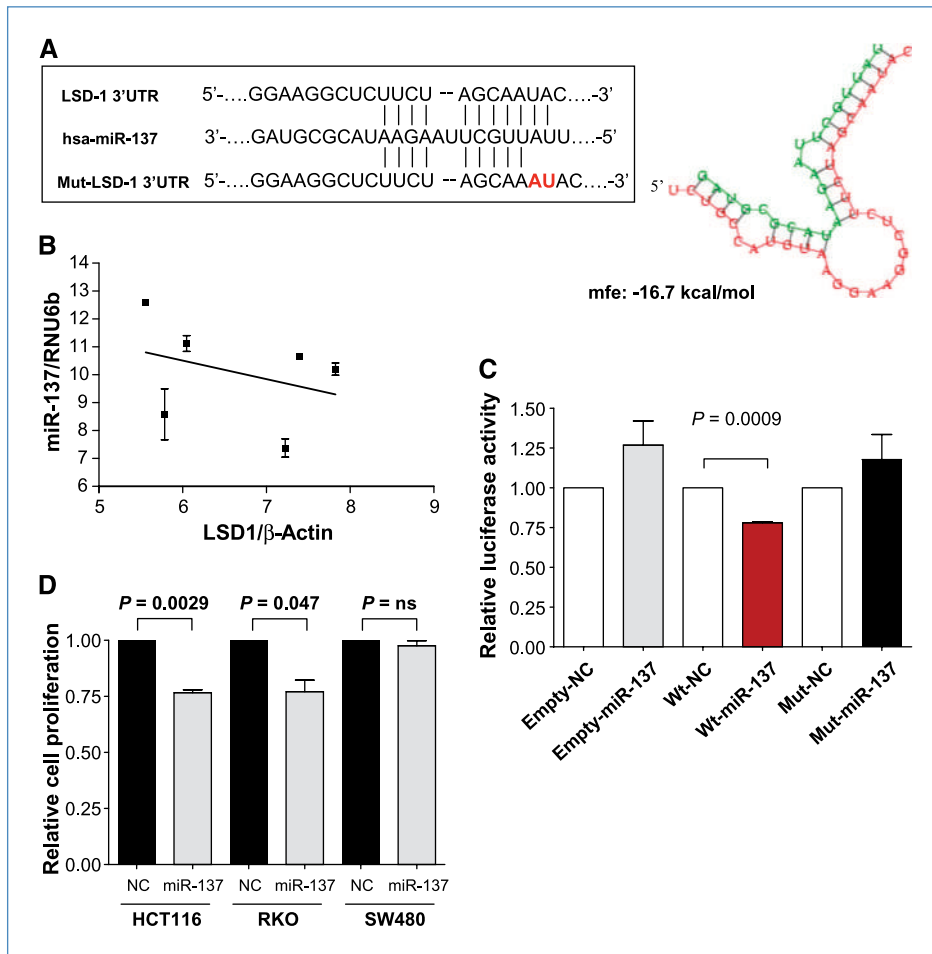 A
LSD-1 3'UTR 5'-....GGAAGGCUCUUCU -- AGCAAUAC....-3'
hsa-miR-137 3'-GAUGCGCAUAAGAAUUCGUUAUU -5'
Mut-LSD-1 3'UTR 5'-....GGAAGGCUCUUCU -- AGCAAAUAC....-3'
5'
mfe: -16.7 kcal/mol
B
miR-137/RNU6b
14
13
12
11
10
9
8
7
6
5 6 7 8 9
LSD1/β-Actin
C
Relative luciferase activity
1.50
1.25
1.00
0.75
0.50
0.25
0.00
P = 0.0009
Empty-NC
Empty-miR-137
Wt-NC
Wt-miR-137
Mut-NC
Mut-miR-137
D
P = 0.0029 P = 0.047 P = ns
Relative cell proliferation
1.00
0.75
0.50
0.25
0.00
NC miR-137 NC miR-137 NC miR-137
HCT116 RKO SW480